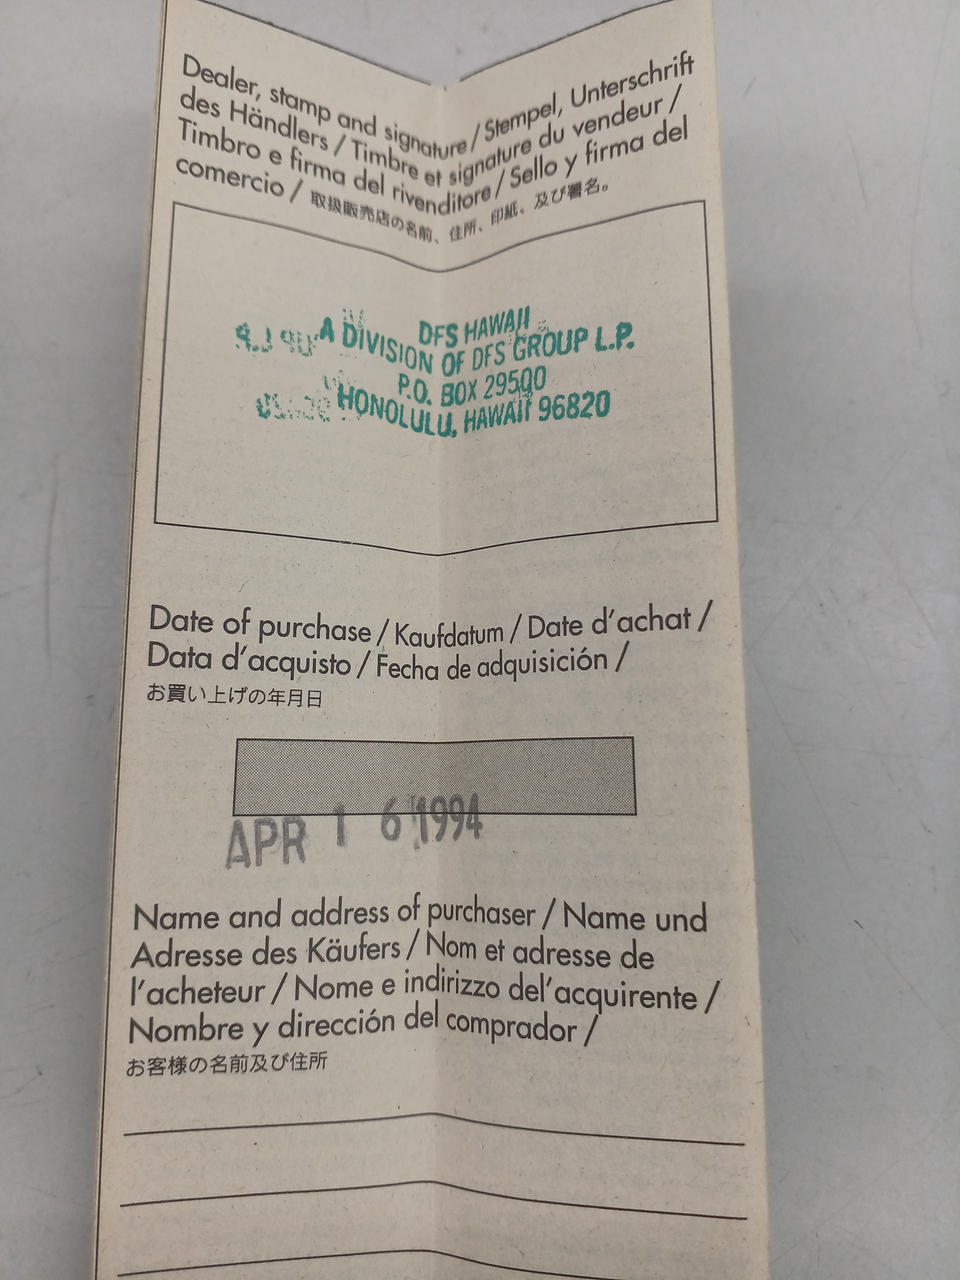 Dealer, stamp and signature / Stempel, Unterschrift
des Händlers / Timbre et signature du vendeur /
Timbro e firma del rivenditore / Sello y firma del
comercio / 取扱販売店の名前、住所、印紙、及び署名。
DFS HAWAII
A DIVISION OF DFS GROUP L.P.
P.O. BOX 29500
HONOLULU, HAWAII 96820
Date of purchase / Kaufdatum / Date d'achat /
Data d'acquisto / Fecha de adquisición /
お買い上げの年月日
APR 16 1994
Name and address of purchaser / Name und
Adresse des Käufers / Nom et adresse de
l'acheteur / Nome e indirizzo del'acquirente /
Nombre y dirección del comprador /
お客様の名前及び住所